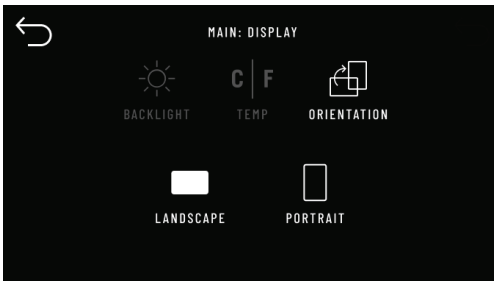 MAIN: DISPLAY
C F
BACKLIGHT TEMP ORIENTATION
LANDSCAPE PORTRAIT